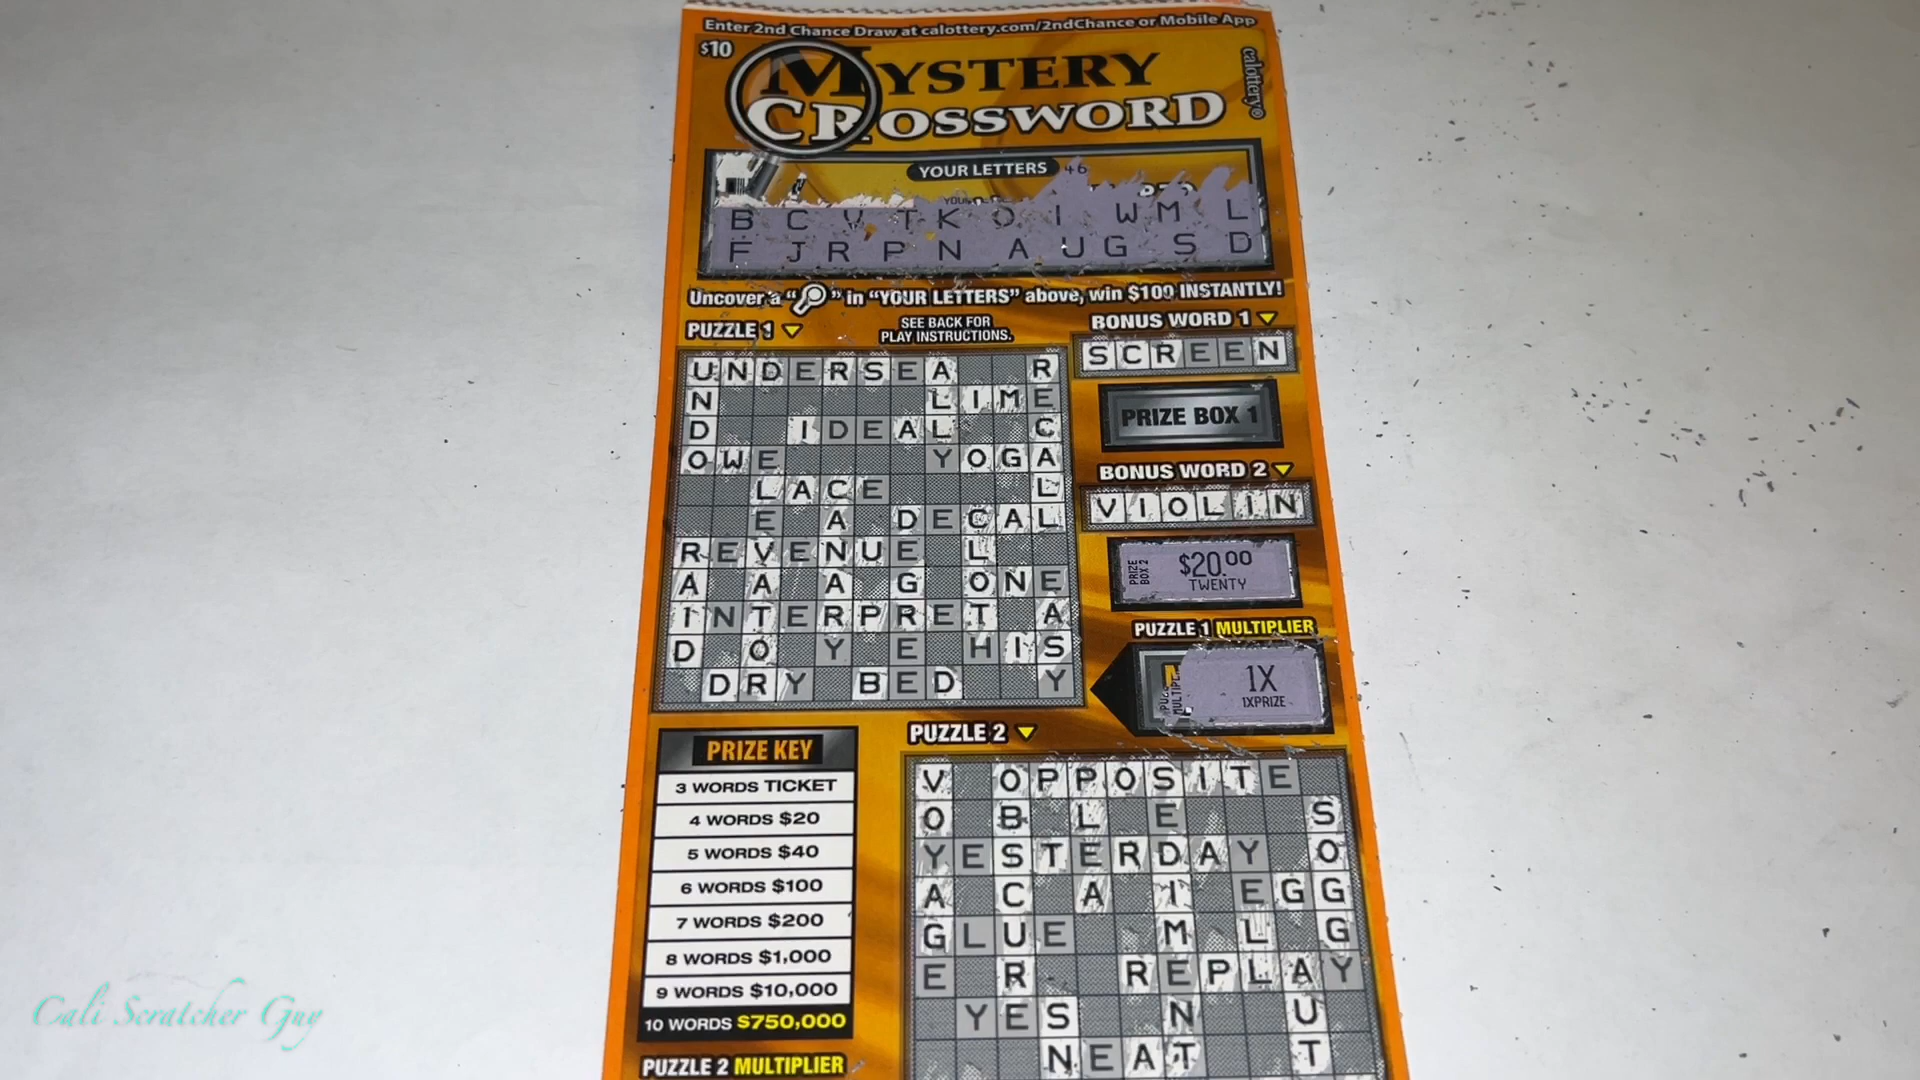 Enter 2nd Chance Draw at calottery.com/2ndChance or Mobile App
$10
calottery®
MYSTERY
CROSSWORD
YOUR LETTERS
46
B C V T K O I W M L
F J R P N A U G S D
Uncover a " " in "YOUR LETTERS" above, win $100 INSTANTLY!
PUZZLE 1
SEE BACK FOR
PLAY INSTRUCTIONS.
UNDERSEA R
N LIME
D IDEAL C
OWE YOGA
LACE L
E A DECAL
REVENUE L
A A A G ONE
INTERPRET A
D O Y E HIS
DRY BED Y
BONUS WORD 1
SCREEN
PRIZE BOX 1
BONUS WORD 2
VIOLIN
PRIZE BOX 2
$20.00
TWENTY
PUZZLE 1 MULTIPLIER
1X
1XPRIZE
PRIZE KEY
3 WORDS TICKET
4 WORDS $20
5 WORDS $40
6 WORDS $100
7 WORDS $200
8 WORDS $1,000
9 WORDS $10,000
10 WORDS $750,000
PUZZLE 2 MULTIPLIER
PUZZLE 2
V OPPOSITE
O B L E S
YESTERDAY O
A C A I EGG
GLUE M L G
E R REPLAY
YES N U
NEAT T
Cali Scratcher Guy